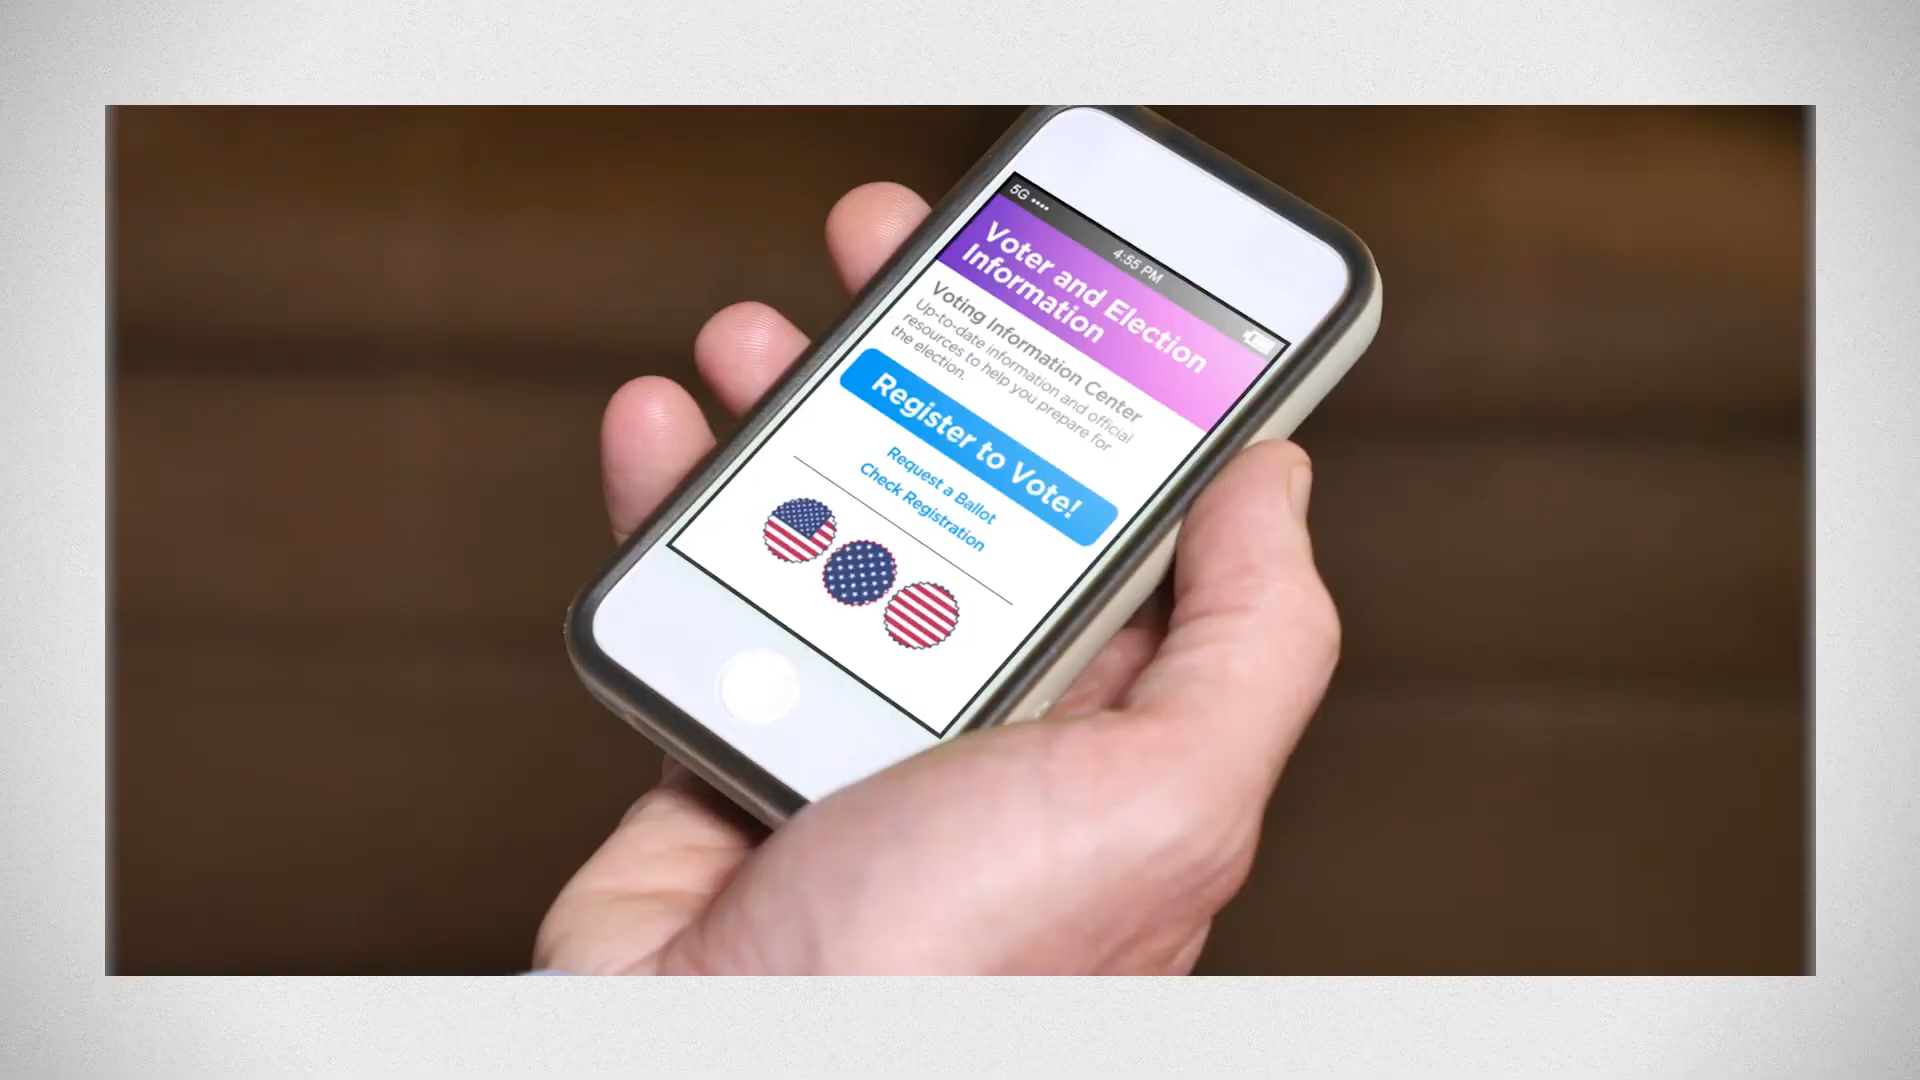 5G
4:55 PM
Voter and Election
Information
Voting Information Center
Up-to-date information and official
resources to help you prepare for
the election.
Register to Vote!
Request a Ballot
Check Registration